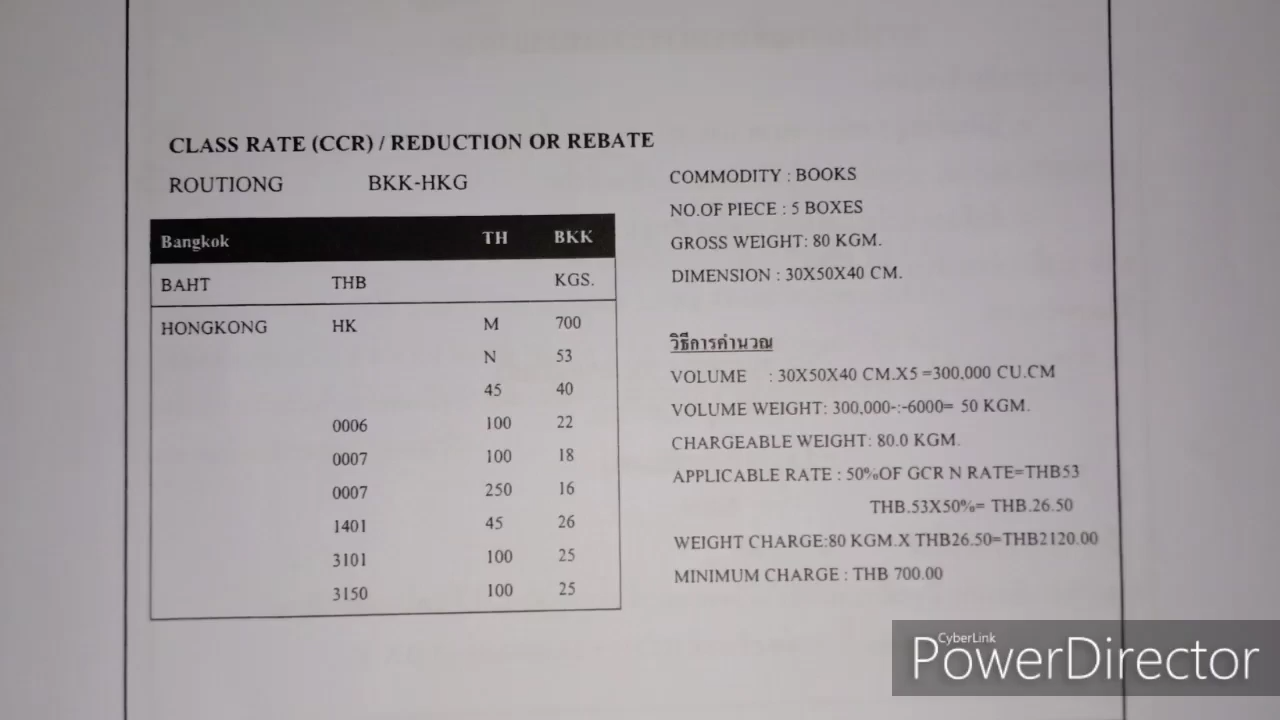 CLASS RATE (CCR) / REDUCTION OR REBATE
ROUTIONG BKK-HKG
Bangkok TH BKK
BAHT THB KGS.
HONGKONG HK M 700
N 53
45 40
0006 100 22
0007 100 18
0007 250 16
1401 45 26
3101 100 25
3150 100 25
COMMODITY : BOOKS
NO.OF PIECE : 5 BOXES
GROSS WEIGHT: 80 KGM.
DIMENSION : 30X50X40 CM.
วิธีการคำนวณ
VOLUME : 30X50X40 CM.X5 =300,000 CU.CM
VOLUME WEIGHT: 300,000-:-6000= 50 KGM.
CHARGEABLE WEIGHT: 80.0 KGM.
APPLICABLE RATE : 50%OF GCR N RATE=THB53
THB.53X50%= THB.26.50
WEIGHT CHARGE:80 KGM.X THB26.50=THB2120.00
MINIMUM CHARGE : THB 700.00
CyberLink
PowerDirector